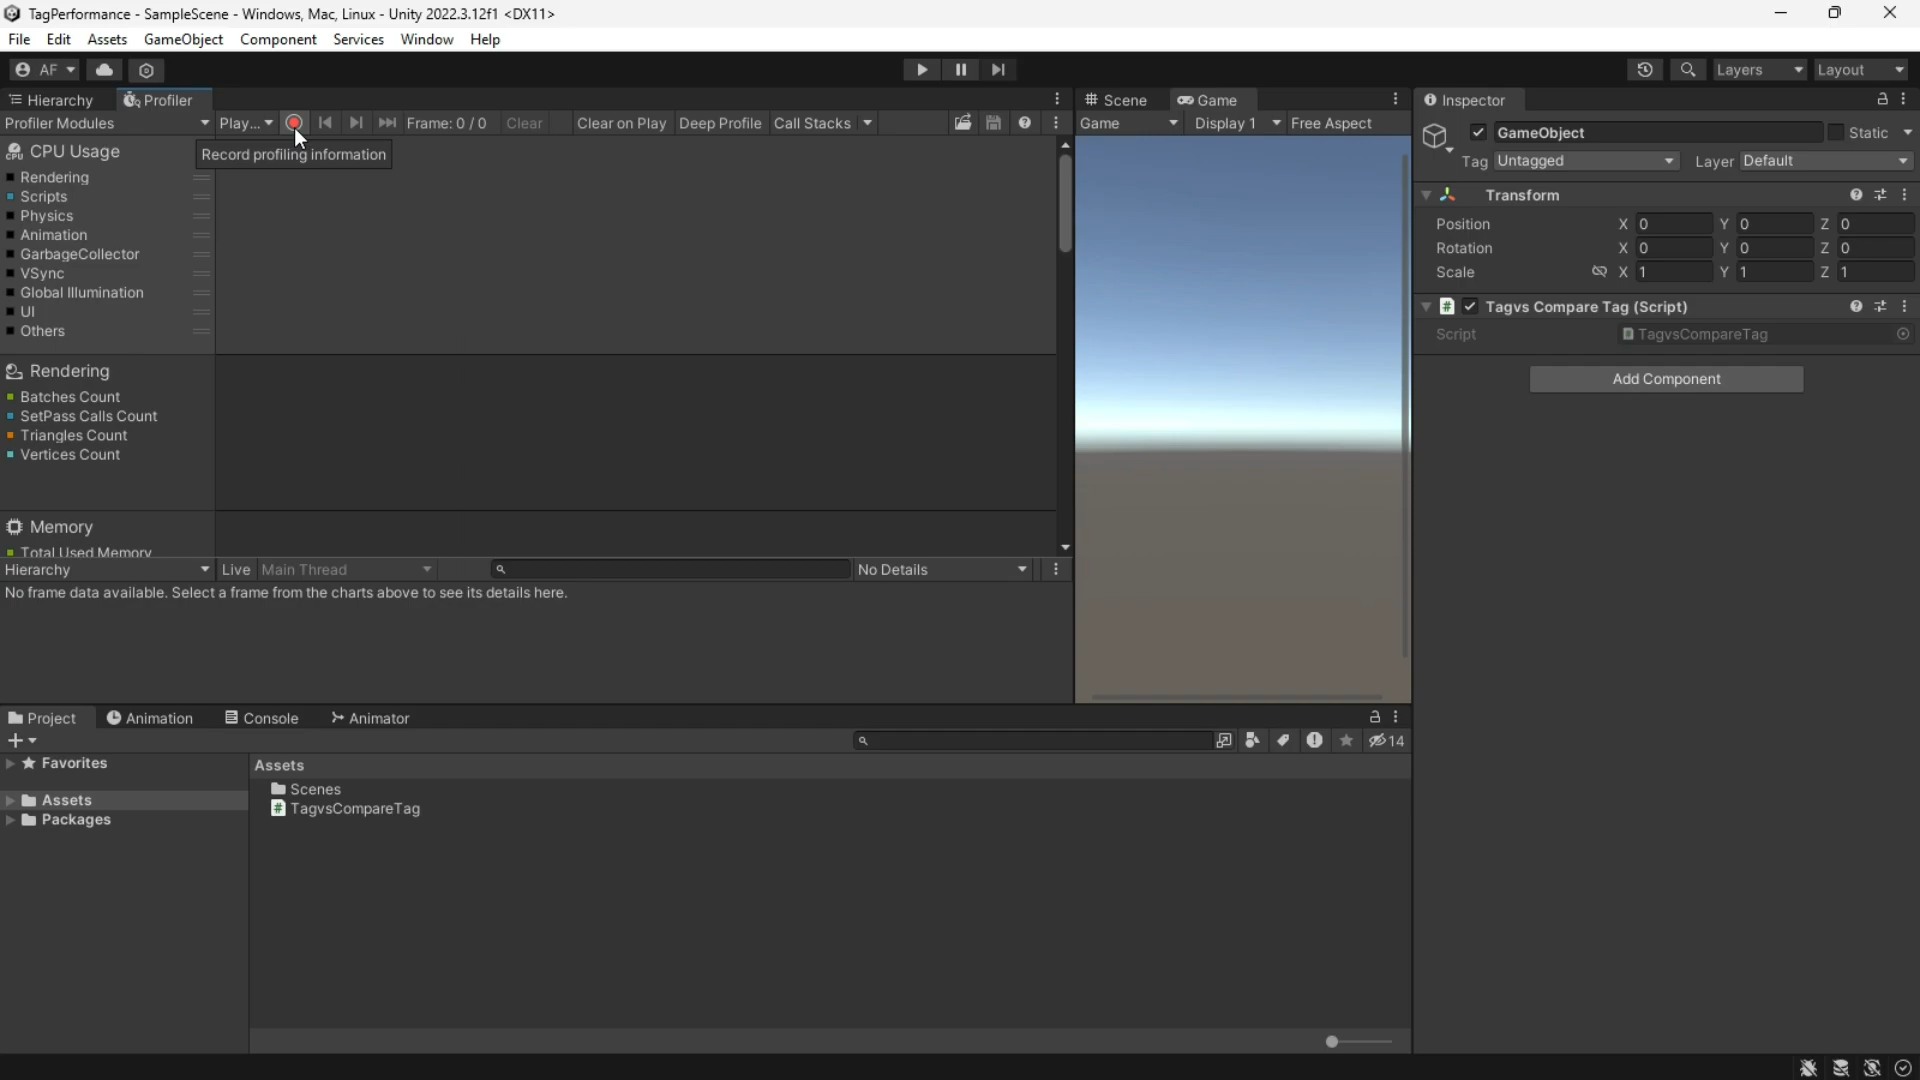 TagPerformance - SampleScene - Windows, Mac, Linux - Unity 2022.3.12f1 <DX11>
File Edit Assets GameObject Component Services Window Help
AF Layers Layout
Hierarchy Profiler Scene Game Inspector
Profiler Modules Play... Frame: 0 / 0 Clear Clear on Play Deep Profile Call Stacks Game Display 1 Free Aspect
GameObject Static
Tag Untagged Layer Default
CPU Usage
Record profiling information
Rendering
Scripts
Physics
Animation
GarbageCollector
VSync
Global Illumination
UI
Others
Transform
Position X 0 Y 0 Z 0
Rotation X 0 Y 0 Z 0
Scale X 1 Y 1 Z 1
Tagvs Compare Tag (Script)
Script TagvsCompareTag
Add Component
Rendering
Batches Count
SetPass Calls Count
Triangles Count
Vertices Count
Memory
Total Used Memory
Hierarchy Live Main Thread No Details
No frame data available. Select a frame from the charts above to see its details here.
Project Animation Console Animator
14
Favorites
Assets
Packages
Assets
Scenes
TagvsCompareTag